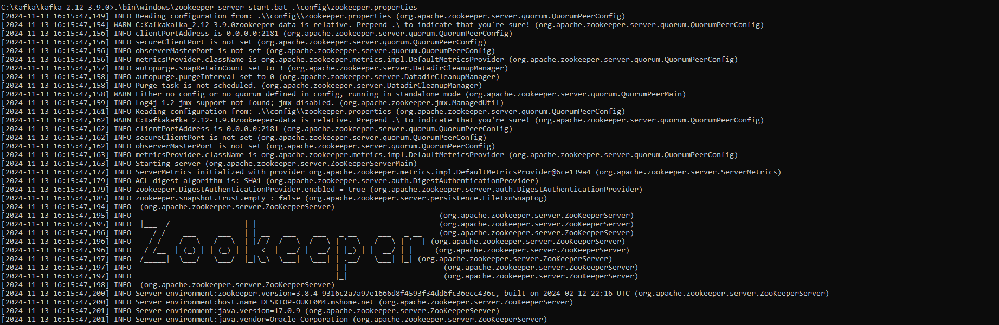 C:\Kafka\kafka_2.12-3.9.0>.\bin\windows\zookeeper-server-start.bat .\config\zookeeper.properties
[2024-11-13 16:15:47,149] INFO Reading configuration from: .\\config\\zookeeper.properties (org.apache.zookeeper.server.quorum.QuorumPeerConfig)
[2024-11-13 16:15:47,154] WARN C:Kafkakafka_2.12-3.9.0zookeeper-data is relative. Prepend .\ to indicate that you're sure! (org.apache.zookeeper.server.quorum.QuorumPeerConfig)
[2024-11-13 16:15:47,156] INFO clientPortAddress is 0.0.0.0:2181 (org.apache.zookeeper.server.quorum.QuorumPeerConfig)
[2024-11-13 16:15:47,156] INFO secureClientPort is not set (org.apache.zookeeper.server.quorum.QuorumPeerConfig)
[2024-11-13 16:15:47,156] INFO observerMasterPort is not set (org.apache.zookeeper.server.quorum.QuorumPeerConfig)
[2024-11-13 16:15:47,156] INFO metricsProvider.className is org.apache.zookeeper.metrics.impl.DefaultMetricsProvider (org.apache.zookeeper.server.quorum.QuorumPeerConfig)
[2024-11-13 16:15:47,157] INFO autopurge.snapRetainCount set to 3 (org.apache.zookeeper.server.DatadirCleanupManager)
[2024-11-13 16:15:47,158] INFO autopurge.purgeInterval set to 0 (org.apache.zookeeper.server.DatadirCleanupManager)
[2024-11-13 16:15:47,158] INFO Purge task is not scheduled. (org.apache.zookeeper.server.DatadirCleanupManager)
[2024-11-13 16:15:47,158] WARN Either no config or no quorum defined in config, running in standalone mode (org.apache.zookeeper.server.quorum.QuorumPeerMain)
[2024-11-13 16:15:47,159] INFO Log4j 1.2 jmx support not found; jmx disabled. (org.apache.zookeeper.jmx.ManagedUtil)
[2024-11-13 16:15:47,161] INFO Reading configuration from: .\\config\\zookeeper.properties (org.apache.zookeeper.server.quorum.QuorumPeerConfig)
[2024-11-13 16:15:47,162] WARN C:Kafkakafka_2.12-3.9.0zookeeper-data is relative. Prepend .\ to indicate that you're sure! (org.apache.zookeeper.server.quorum.QuorumPeerConfig)
[2024-11-13 16:15:47,162] INFO clientPortAddress is 0.0.0.0:2181 (org.apache.zookeeper.server.quorum.QuorumPeerConfig)
[2024-11-13 16:15:47,162] INFO secureClientPort is not set (org.apache.zookeeper.server.quorum.QuorumPeerConfig)
[2024-11-13 16:15:47,162] INFO observerMasterPort is not set (org.apache.zookeeper.server.quorum.QuorumPeerConfig)
[2024-11-13 16:15:47,163] INFO metricsProvider.className is org.apache.zookeeper.metrics.impl.DefaultMetricsProvider (org.apache.zookeeper.server.quorum.QuorumPeerConfig)
[2024-11-13 16:15:47,163] INFO Starting server (org.apache.zookeeper.server.ZooKeeperServerMain)
[2024-11-13 16:15:47,177] INFO ServerMetrics initialized with provider org.apache.zookeeper.metrics.impl.DefaultMetricsProvider@6ce139a4 (org.apache.zookeeper.server.ServerMetrics)
[2024-11-13 16:15:47,179] INFO ACL digest algorithm is: SHA1 (org.apache.zookeeper.server.auth.DigestAuthenticationProvider)
[2024-11-13 16:15:47,179] INFO zookeeper.DigestAuthenticationProvider.enabled = true (org.apache.zookeeper.server.auth.DigestAuthenticationProvider)
[2024-11-13 16:15:47,185] INFO zookeeper.snapshot.trust.empty : false (org.apache.zookeeper.server.persistence.FileTxnSnapLog)
[2024-11-13 16:15:47,194] INFO  (org.apache.zookeeper.server.ZooKeeperServer)
[2024-11-13 16:15:47,195] INFO   ______                  _                                           (org.apache.zookeeper.server.ZooKeeperServer)
[2024-11-13 16:15:47,195] INFO  |___  /                 | |                                          (org.apache.zookeeper.server.ZooKeeperServer)
[2024-11-13 16:15:47,196] INFO     / /    ___     ___   | | __   ___    ___   _ __     ___   _ __    (org.apache.zookeeper.server.ZooKeeperServer)
[2024-11-13 16:15:47,196] INFO    / /    / _ \   / _ \  | |/ /  / _ \  / _ \ | '_ \   / _ \ | '__| (org.apache.zookeeper.server.ZooKeeperServer)
[2024-11-13 16:15:47,196] INFO   / /__  | (_) | | (_) | |   <  |  __/ |  __/ | |_) | |  __/ | |     (org.apache.zookeeper.server.ZooKeeperServer)
[2024-11-13 16:15:47,197] INFO  /_____|  \___/   \___/  |_|\_\  \___|  \___| | .__/   \___| |_| (org.apache.zookeeper.server.ZooKeeperServer)
[2024-11-13 16:15:47,197] INFO                                               | |                      (org.apache.zookeeper.server.ZooKeeperServer)
[2024-11-13 16:15:47,197] INFO                                               |_|                      (org.apache.zookeeper.server.ZooKeeperServer)
[2024-11-13 16:15:47,198] INFO  (org.apache.zookeeper.server.ZooKeeperServer)
[2024-11-13 16:15:47,200] INFO Server environment:zookeeper.version=3.8.4-9316c2a7a97e1666d8f4593f34dd6fc36ecc436c, built on 2024-02-12 22:16 UTC (org.apache.zookeeper.server.ZooKeeperServer)
[2024-11-13 16:15:47,200] INFO Server environment:host.name=DESKTOP-OUKE0M4.mshome.net (org.apache.zookeeper.server.ZooKeeperServer)
[2024-11-13 16:15:47,201] INFO Server environment:java.version=17.0.9 (org.apache.zookeeper.server.ZooKeeperServer)
[2024-11-13 16:15:47,201] INFO Server environment:java.vendor=Oracle Corporation (org.apache.zookeeper.server.ZooKeeperServer)